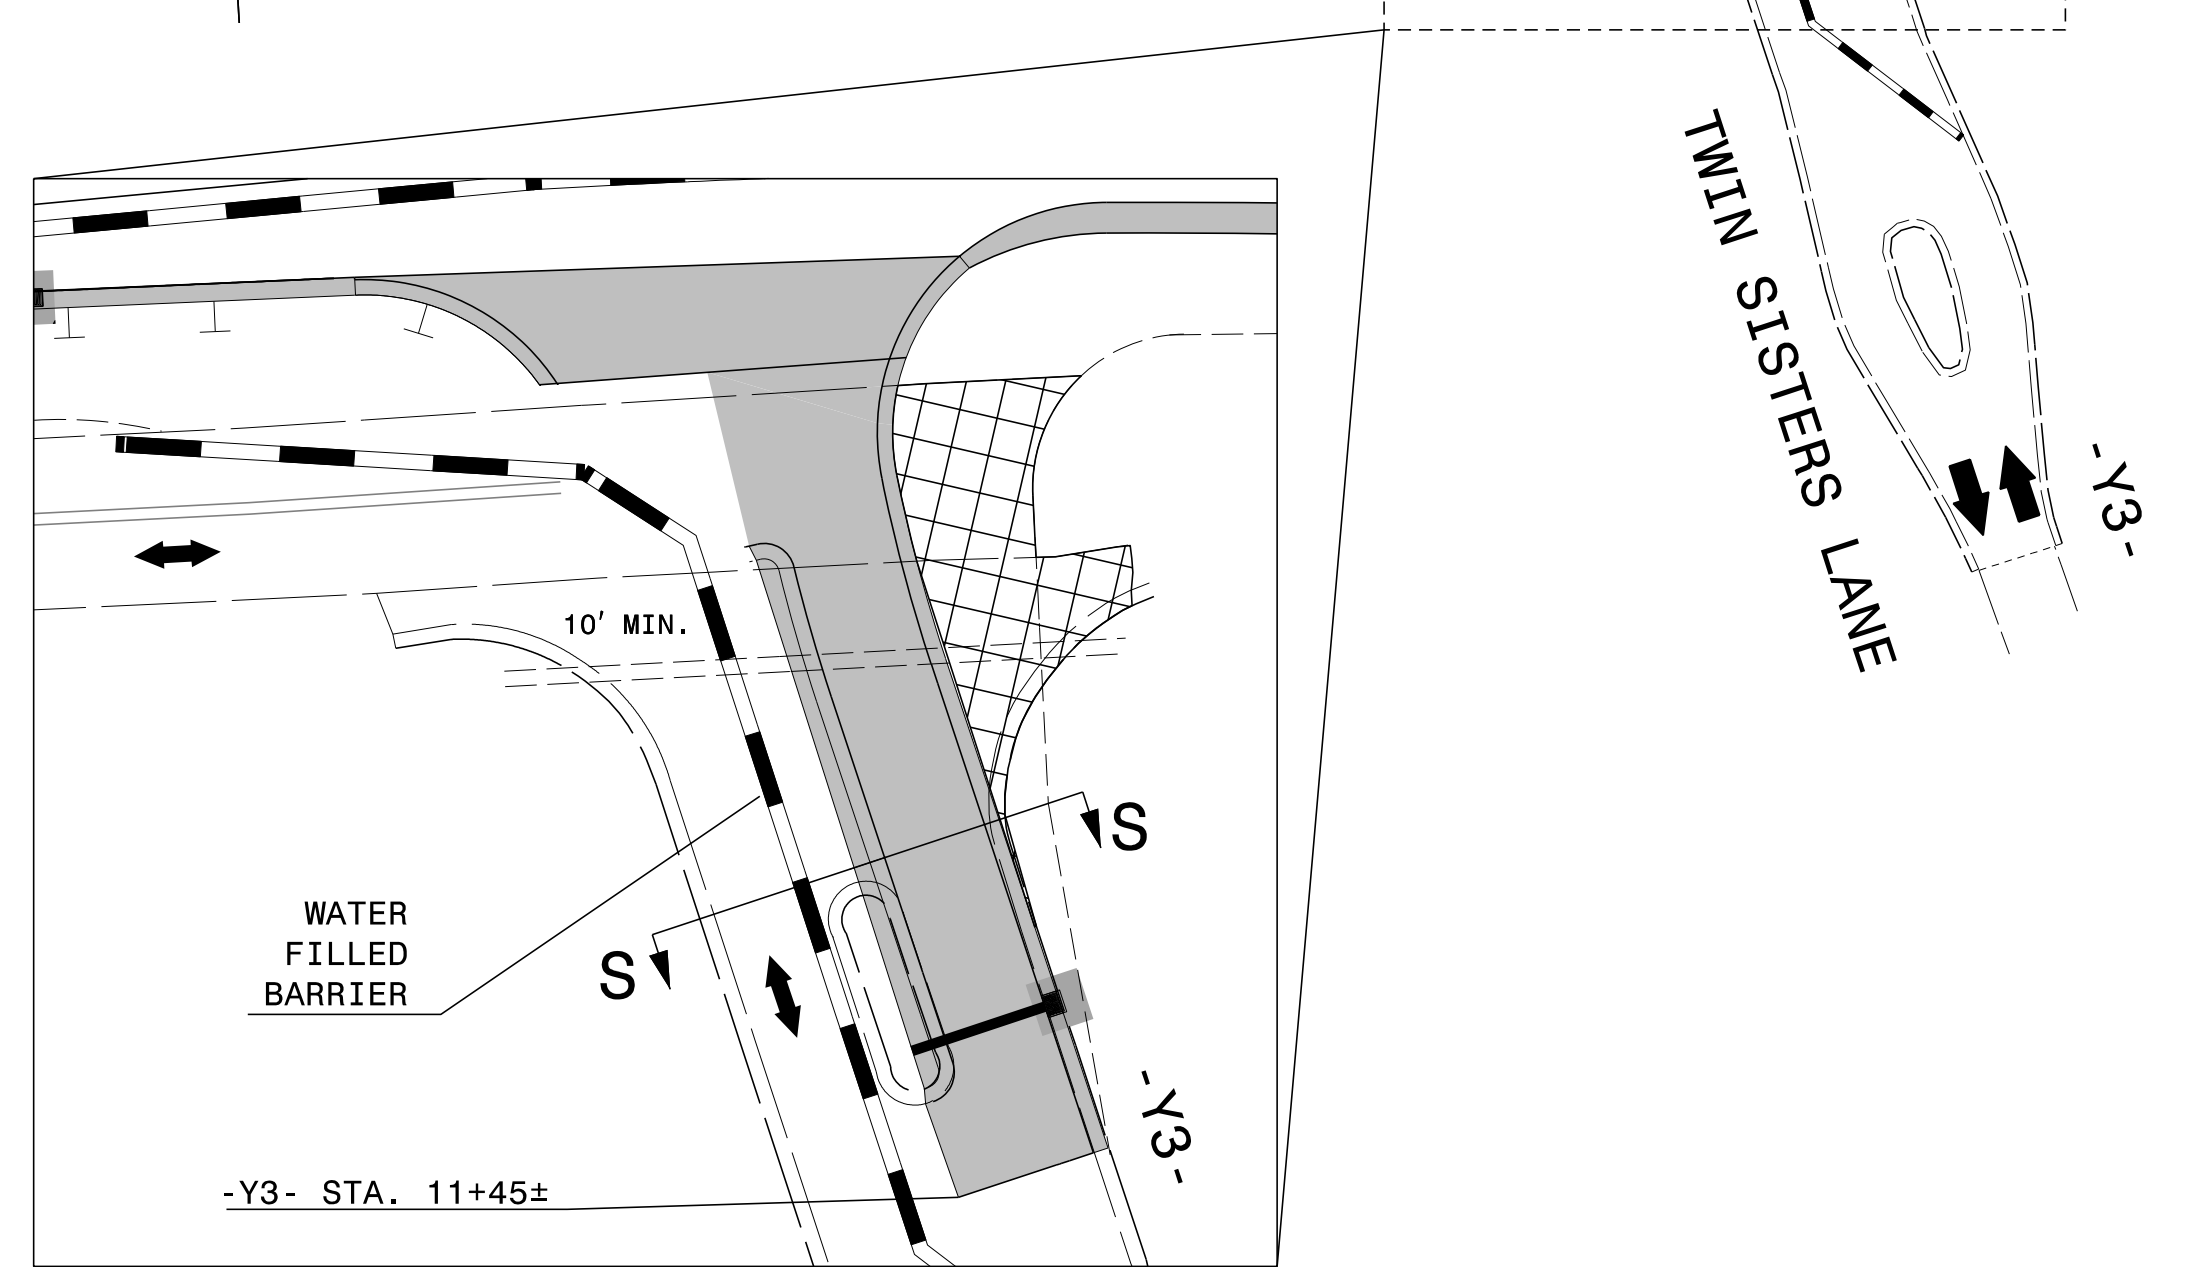 TWIN SISTERS LANE
-Y3-
10' MIN.
S
WATER
FILLED
BARRIER
S
-Y3-
-Y3- STA. 11+45±